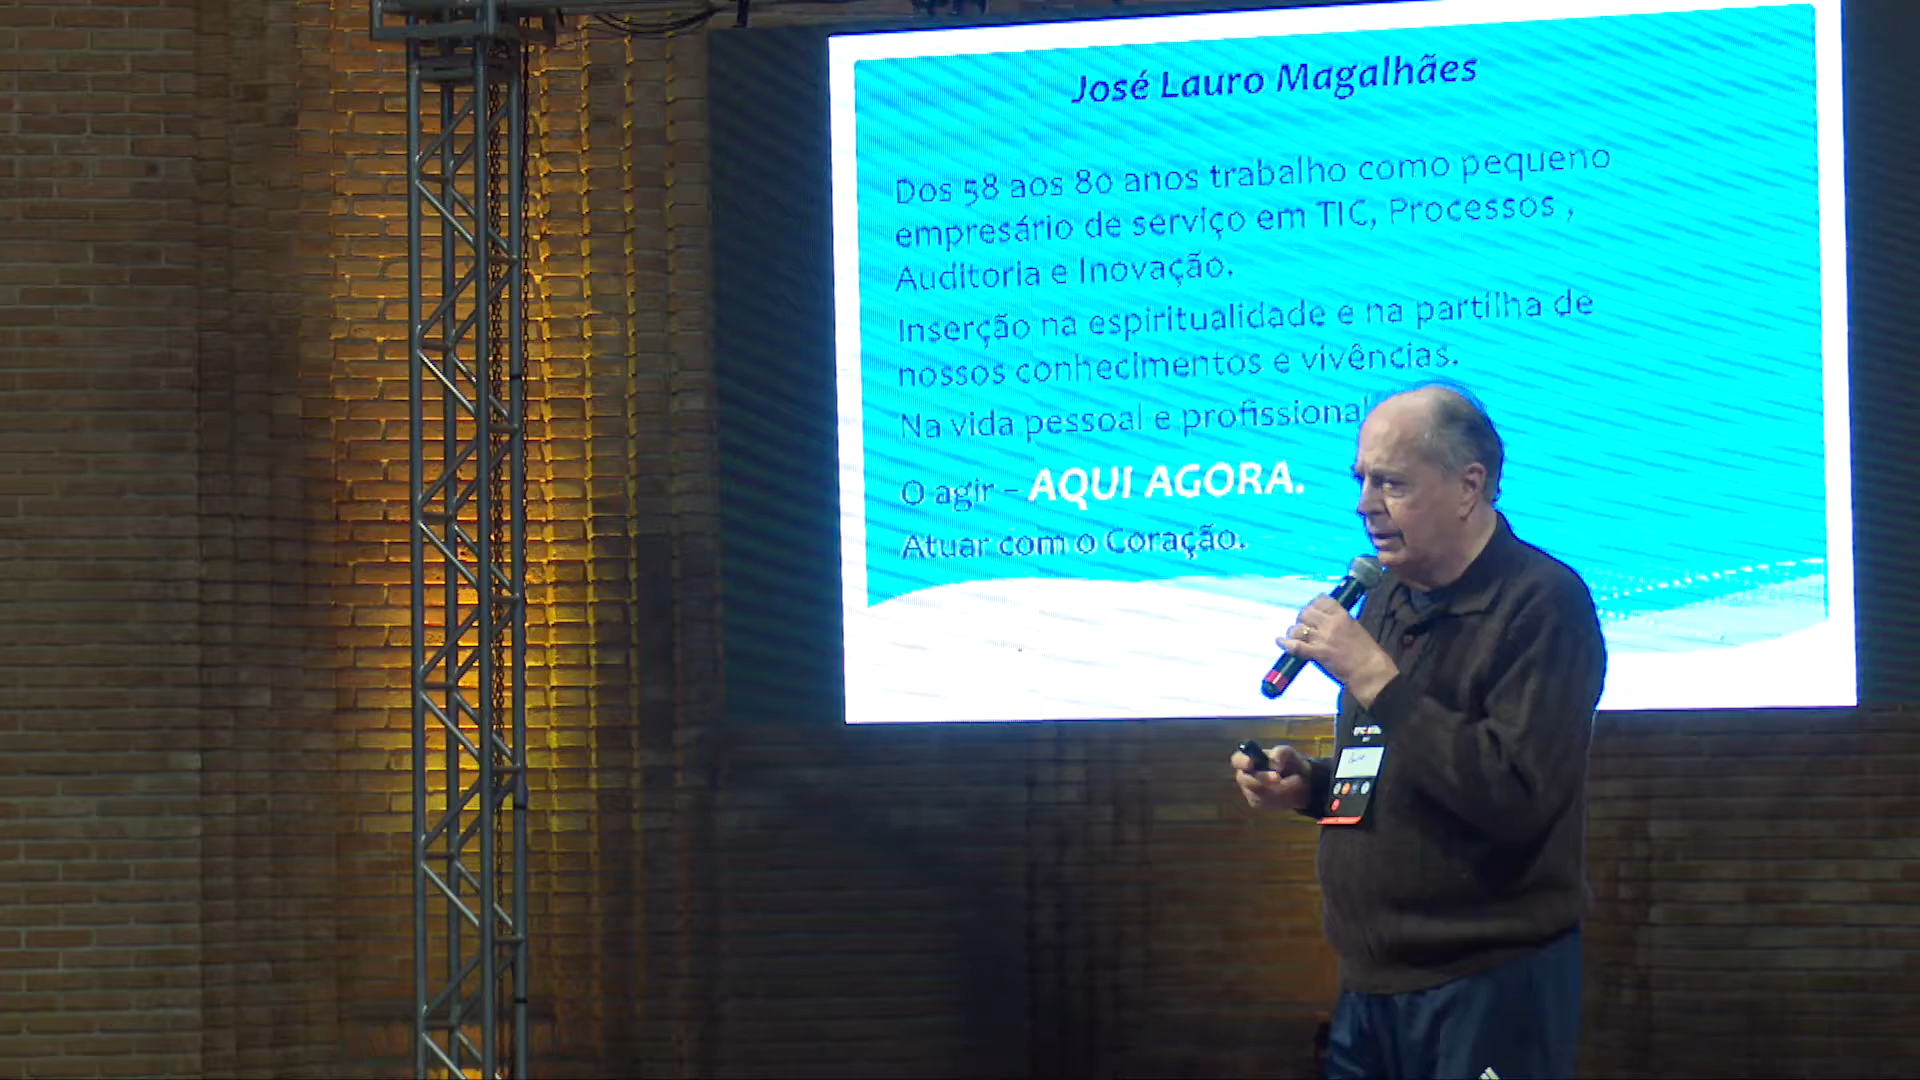 José Lauro Magalhães
Dos 58 aos 80 anos trabalho como pequeno
empresário de serviço em TIC, Processos ,
Auditoria e Inovação.
Inserção na espiritualidade e na partilha de
nossos conhecimentos e vivências.
Na vida pessoal e profissional
O agir – AQUI AGORA.
Atuar com o Coração.